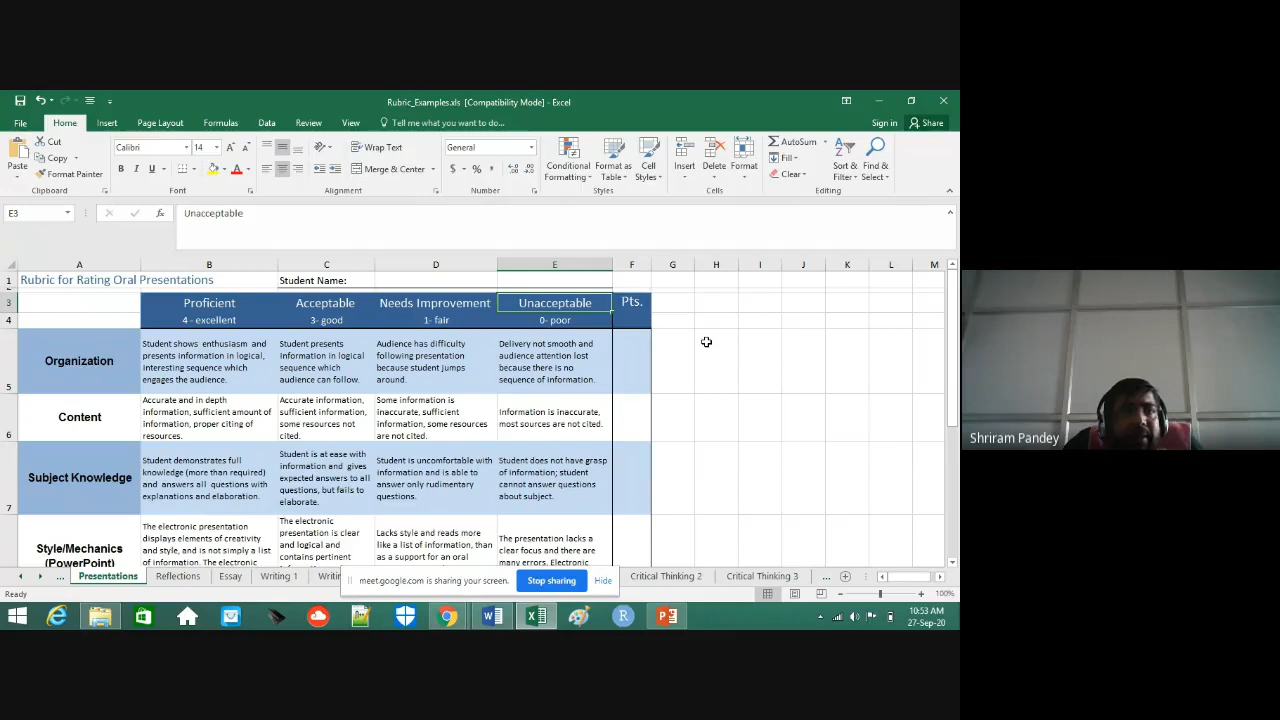 Rubric_Examples.xls [Compatibility Mode] - Excel
File Home Insert Page Layout Formulas Data Review View Tell me what you want to do... Sign in Share
Paste Cut Copy Format Painter Clipboard
Calibri 14 B I U Font
Wrap Text Merge & Center Alignment
General $ % Number
Conditional Formatting Format as Table Cell Styles Styles
Insert Delete Format Cells
AutoSum Fill Clear Sort & Filter Find & Select Editing
E3 fx Unacceptable
A B C D E F G H I J K L M
1 Rubric for Rating Oral Presentations Student Name:
3 Proficient Acceptable Needs Improvement Unacceptable Pts.
4 4 - excellent 3- good 1- fair 0- poor
5
Organization
Student shows enthusiasm and
presents information in logical,
interesting sequence which
engages the audience.
Student presents
information in logical
sequence which
audience can follow.
Audience has difficulty
following presentation
because student jumps
around.
Delivery not smooth and
audience attention lost
because there is no
sequence of information.
6
Content
Accurate and in depth
information, sufficient amount of
information, proper citing of
resources.
Accurate information,
sufficient information,
some resources not
cited.
Some information is
inaccurate, sufficient
information, some resources
are not cited.
Information is inaccurate,
most sources are not cited.
7
Subject Knowledge
Student demonstrates full
knowledge (more than required)
and answers all questions with
explanations and elaboration.
Student is at ease with
information and gives
expected answers to all
questions, but fails to
elaborate.
Student is uncomfortable with
information and is able to
answer only rudimentary
questions.
Student does not have grasp
of information; student
cannot answer questions
about subject.
Style/Mechanics
(PowerPoint)
The electronic presentation
displays elements of creativity
and style, and is not simply a list
of information. The electronic
The electronic
presentation is clear
and logical and
contains pertinent
Lacks style and reads more
like a list of information, than
as a support for an oral
The presentation lacks a
clear focus and there are
many errors. Electronic
... Presentations Reflections Essay Writing 1 Critical Thinking 2 Critical Thinking 3 ...
meet.google.com is sharing your screen. Stop sharing Hide
Ready 100%
10:53 AM
27-Sep-20
Shriram Pandey